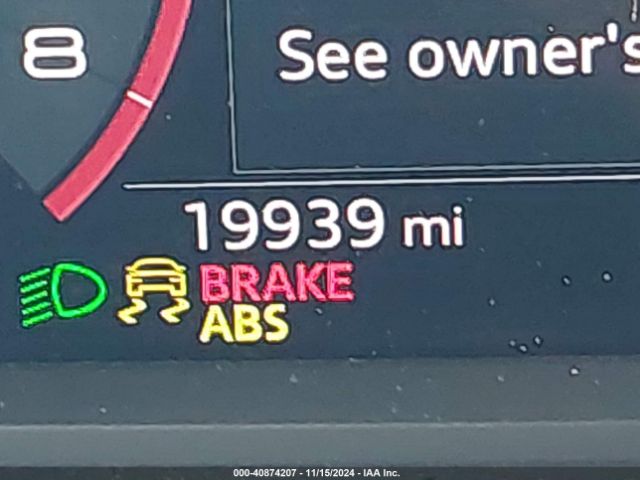 8
See owner's
19939 mi
BRAKE
ABS
000-40874207 - 11/15/2024 - IAA Inc.